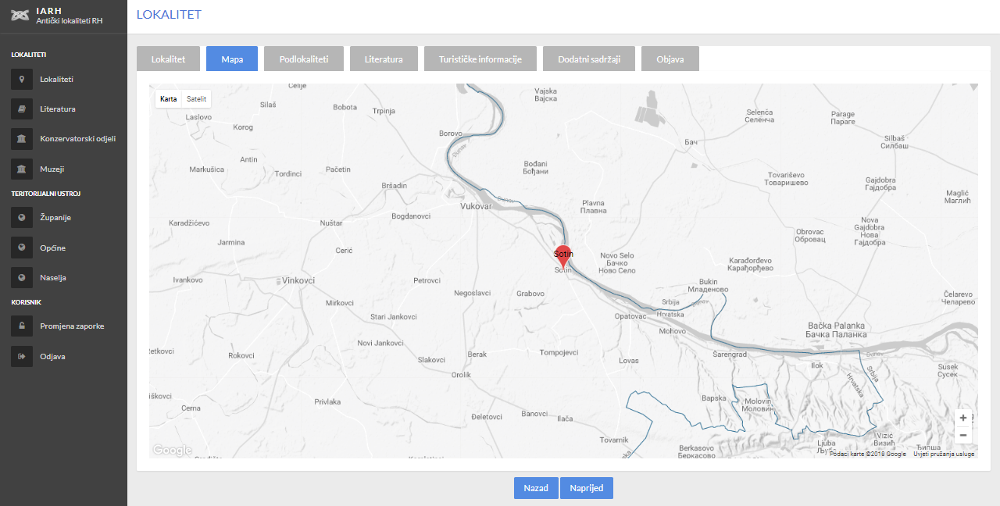 IARH
Antički lokaliteti RH
LOKALITETI
Lokaliteti
Literatura
Konzervatorski odjeli
Muzeji
TERITORIJALNI USTROJ
Županije
Općine
Naselja
KORISNIK
Promjena zaporke
Odjava
LOKALITET
Lokalitet
Mapa
Podlokaliteti
Literatura
Turističke informacije
Dodatni sadržaji
Objava
Karta
Satelit
Celije
Silaš
Bobota
Trpinja
Vajska
Вајска
Laslovo
Korog
Borovo
Selenča
Селенча
Parage
Параге
Silbaš
Силбаш
Бач
Dunav
Antin
Markušica
Tordinci
Pačetin
Bođani
Бођани
Tovariševo
Товаришево
Gajdobra
Гајдобра
Bršadin
Vukovar
Dunav
Plavna
Плавна
Maglić
Маглић
Bogdanovci
Karadžićevo
Nuštar
Nova
Gajdobra
Нова
Гајдобра
Obrovac
Обровац
Jarmina
Cerić
Sotin
Sotin
Novo Selo
Бачко
Ново Село
Karađorđevo
Карађорђево
Ivankovo
Vinkovci
Petrovci
Negoslavci
Grabovo
Bukin
Младеново
Čelarevo
Челарево
Mirkovci
Srbija
Hrvatska
Dunav
Stari Jankovci
Opatovac
Mohovo
Bačka Palanka
Бачка Паланка
Novi Jankovci
Rokovci
Slakovci
Berak
Tompojevci
Lovas
Šarengrad
Ilok
Dunav
Srbija
Hrvatska
Susek
Сусек
Orolik
Privlaka
Cerna
Đeletovci
Banovci
Ilača
Bapska
Molovin
Моловин
Tovarnik
Berkasovo
Беркасово
Ljuba
Vizić
Визић
Google
Podaci karte ©2018 Google
Uvjeti pružanja usluge
Nazad
Naprijed